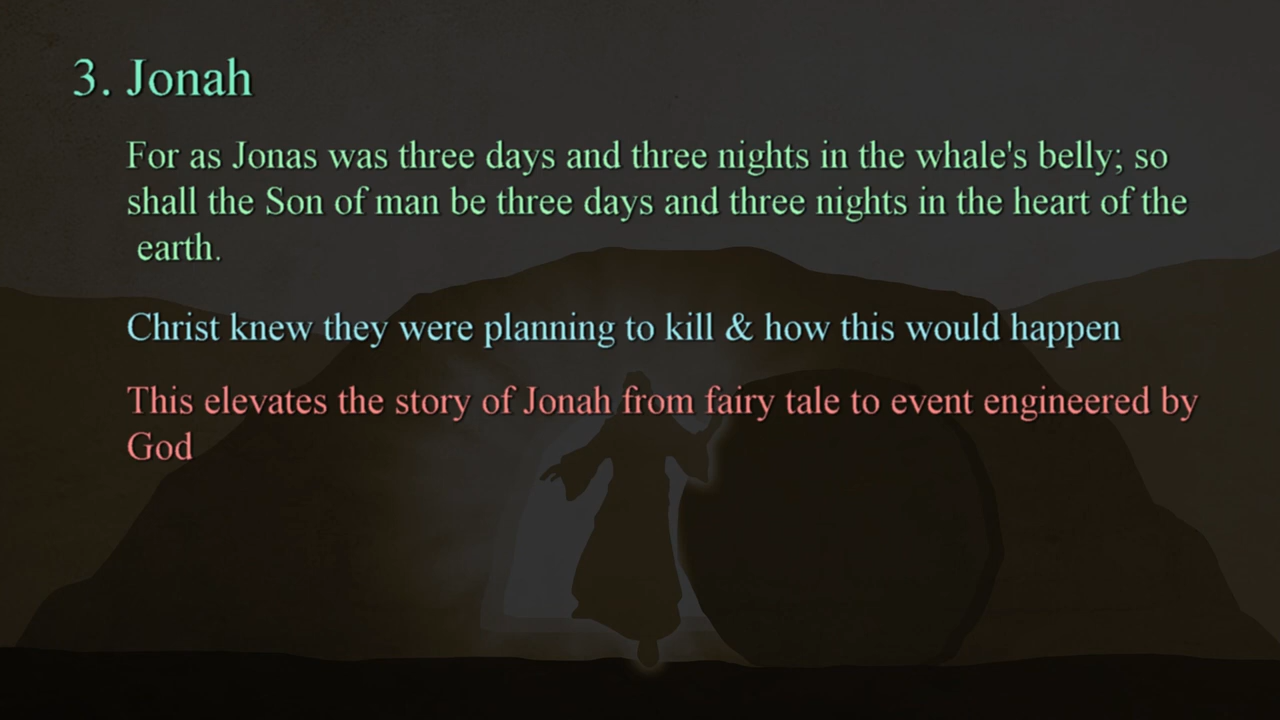 3. Jonah
For as Jonas was three days and three nights in the whale's belly; so
shall the Son of man be three days and three nights in the heart of the
earth.
Christ knew they were planning to kill & how this would happen
This elevates the story of Jonah from fairy tale to event engineered by
God